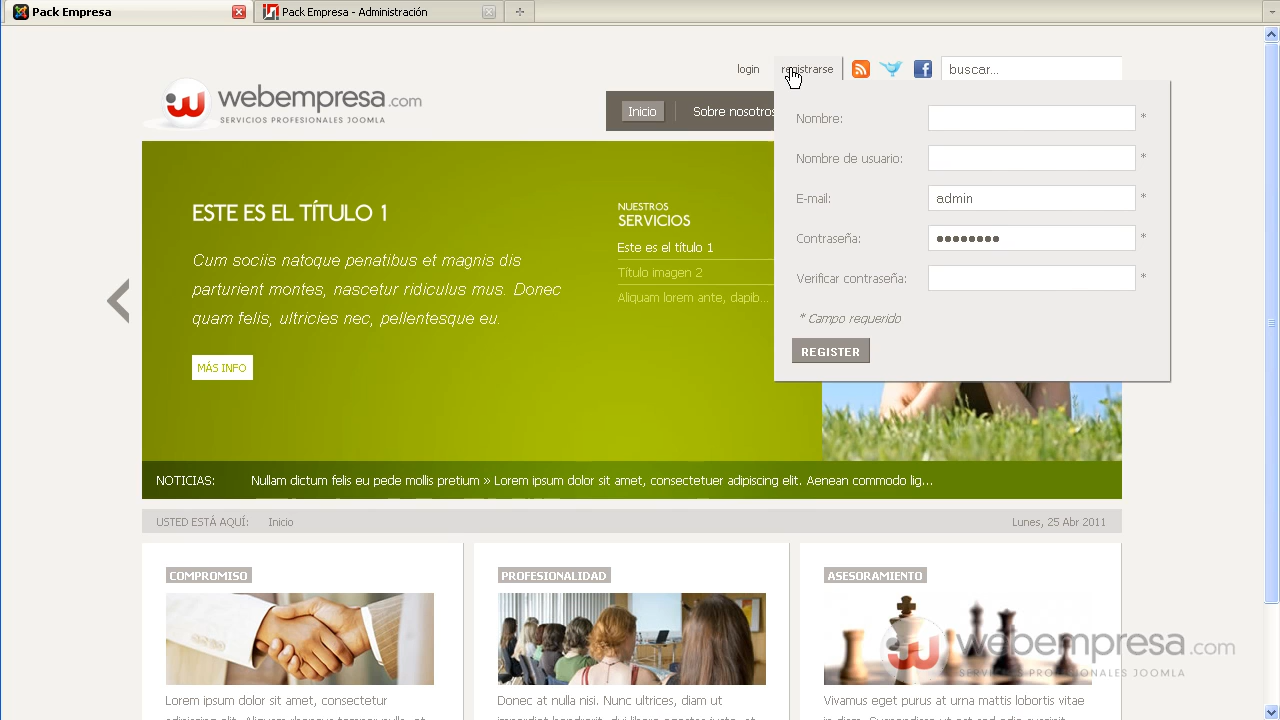 Pack Empresa
Pack Empresa - Administración
login
registrarse
buscar...
webempresa.com
SERVICIOS PROFESIONALES JOOMLA
Inicio
Sobre nosotros
Nombre: *
Nombre de usuario: *
E-mail: admin *
Contraseña: ●●●●●●●● *
Verificar contraseña: *
* Campo requerido
REGISTER
ESTE ES EL TÍTULO 1
Cum sociis natoque penatibus et magnis dis
parturient montes, nascetur ridiculus mus. Donec
quam felis, ultricies nec, pellentesque eu.
MÁS INFO
NUESTROS
SERVICIOS
Este es el título 1
Titulo imagen 2
Aliquam lorem ante, dapib...
NOTICIAS:
Nullam dictum felis eu pede mollis pretium » Lorem ipsum dolor sit amet, consectetuer adipiscing elit. Aenean commodo lig...
USTED ESTÁ AQUÍ: Inicio
Lunes, 25 Abr 2011
COMPROMISO
Lorem ipsum dolor sit amet, consectetur
PROFESIONALIDAD
Donec at nulla nisi. Nunc ultrices, diam ut
ASESORAMIENTO
Vivamus eget purus at urna mattis lobortis vitae
webempresa.com
SERVICIOS PROFESIONALES JOOMLA